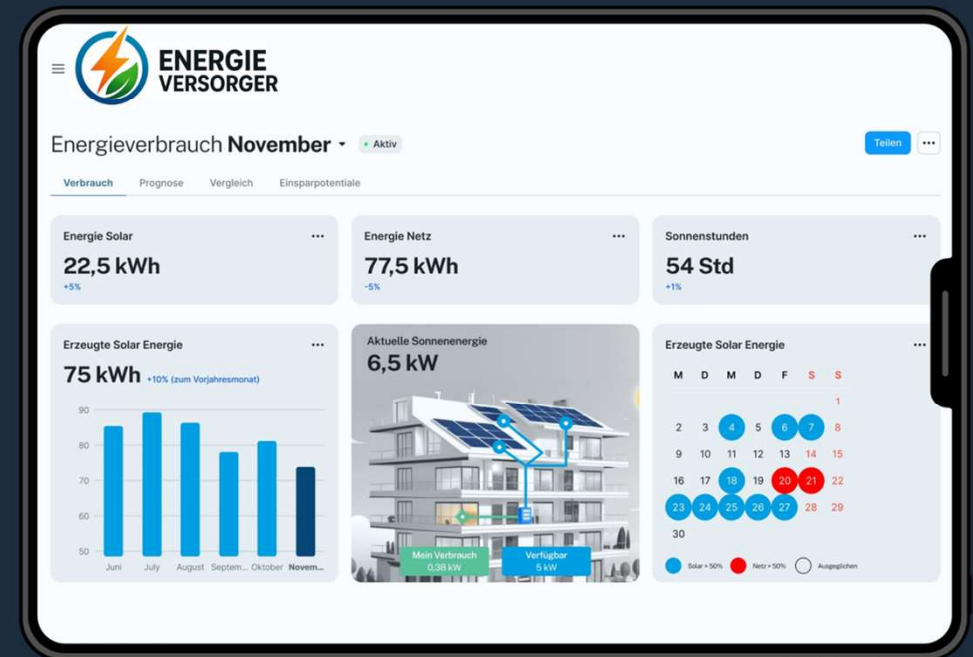 ENERGIE
VERSORGER
Energieverbrauch November
Aktiv
Teilen
Verbrauch Prognose Vergleich Einsparpotentiale
Energie Solar
22,5 kWh
+5%
Energie Netz
77,5 kWh
-5%
Sonnenstunden
54 Std
+1%
Erzeugte Solar Energie
75 kWh +10% (zum Vorjahresmonat)
90
80
70
60
50
Juni July August Septem... Oktober Novem...
Aktuelle Sonnenenergie
6,5 kW
Mein Verbrauch
0,38 kW
Verfügbar
5 kW
Erzeugte Solar Energie
M D M D F S S
1
2 3 4 5 6 7 8
9 10 11 12 13 14 15
16 17 18 19 20 21 22
23 24 25 26 27 28 29
30
Solar > 50% Netz > 50% Ausgeglichen